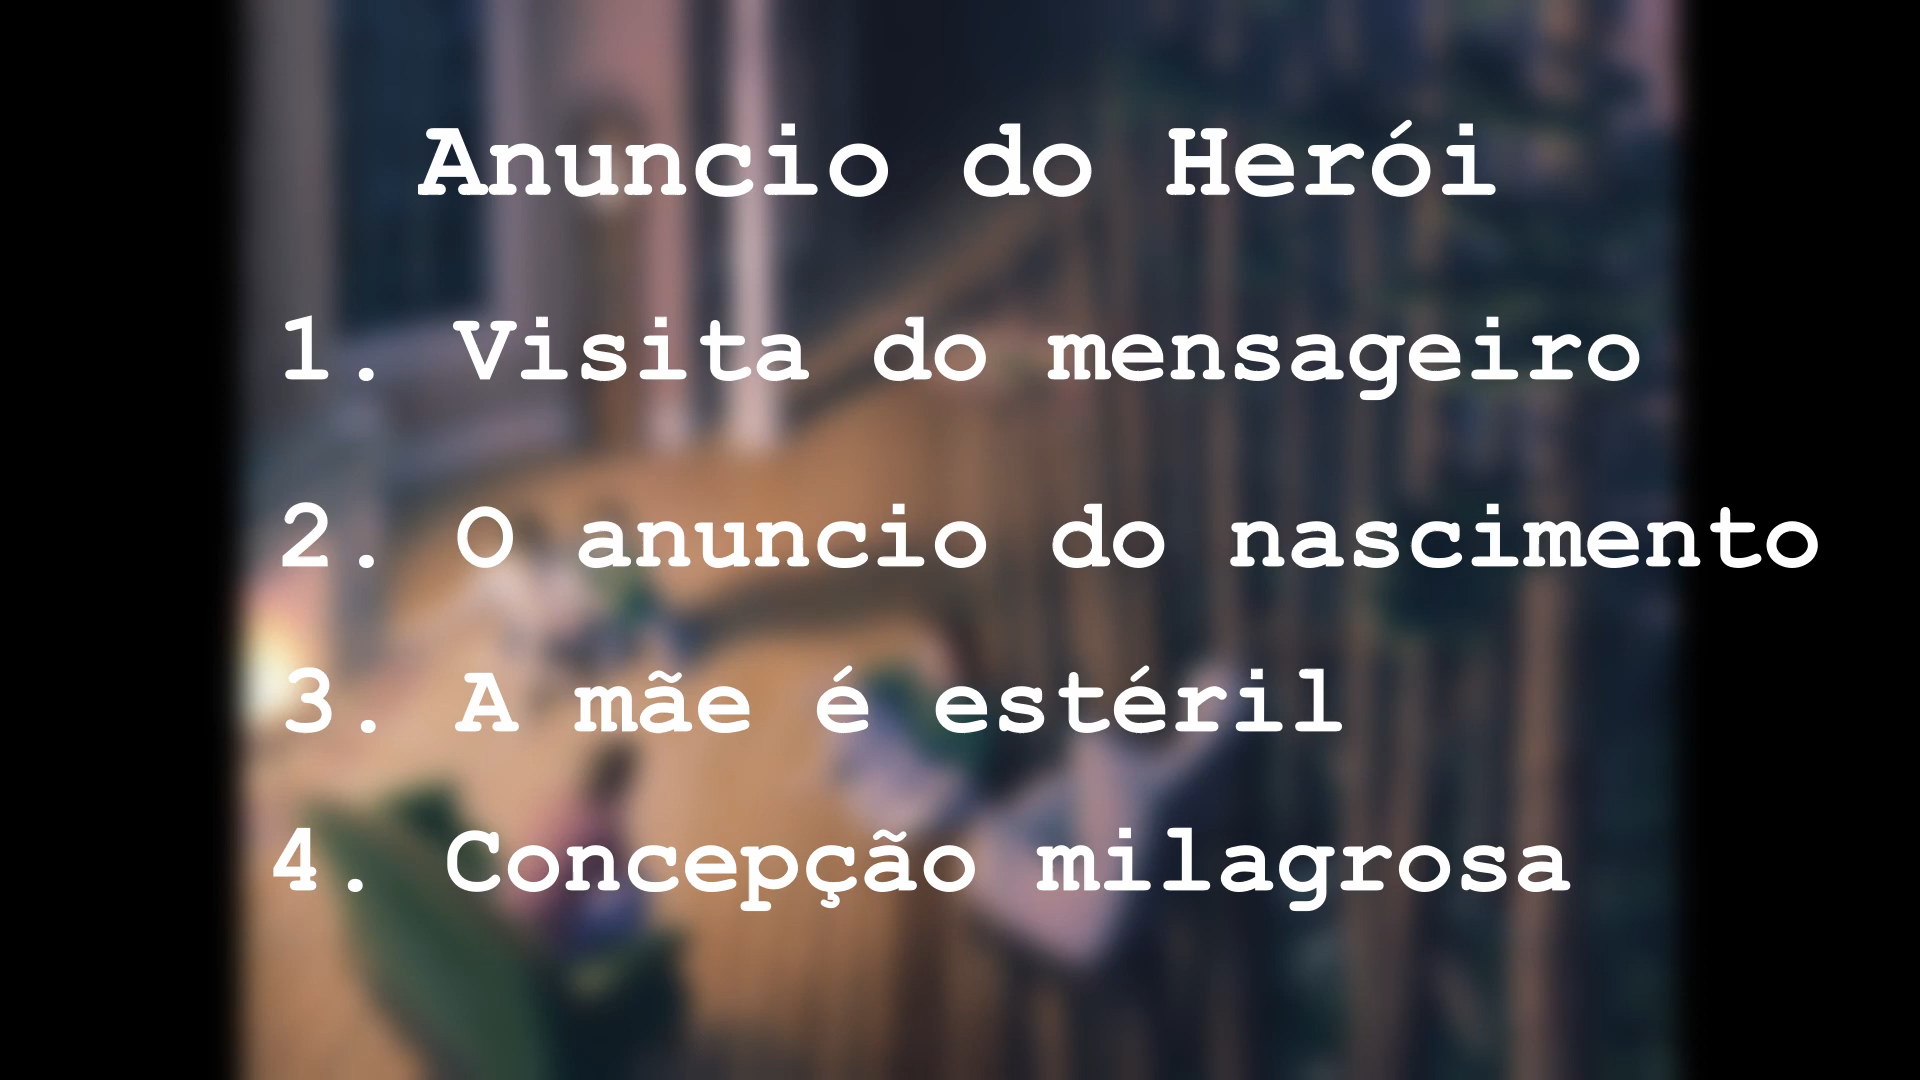 Anuncio do Herói
1. Visita do mensageiro
2. O anuncio do nascimento
3. A mãe é estéril
4. Concepção milagrosa